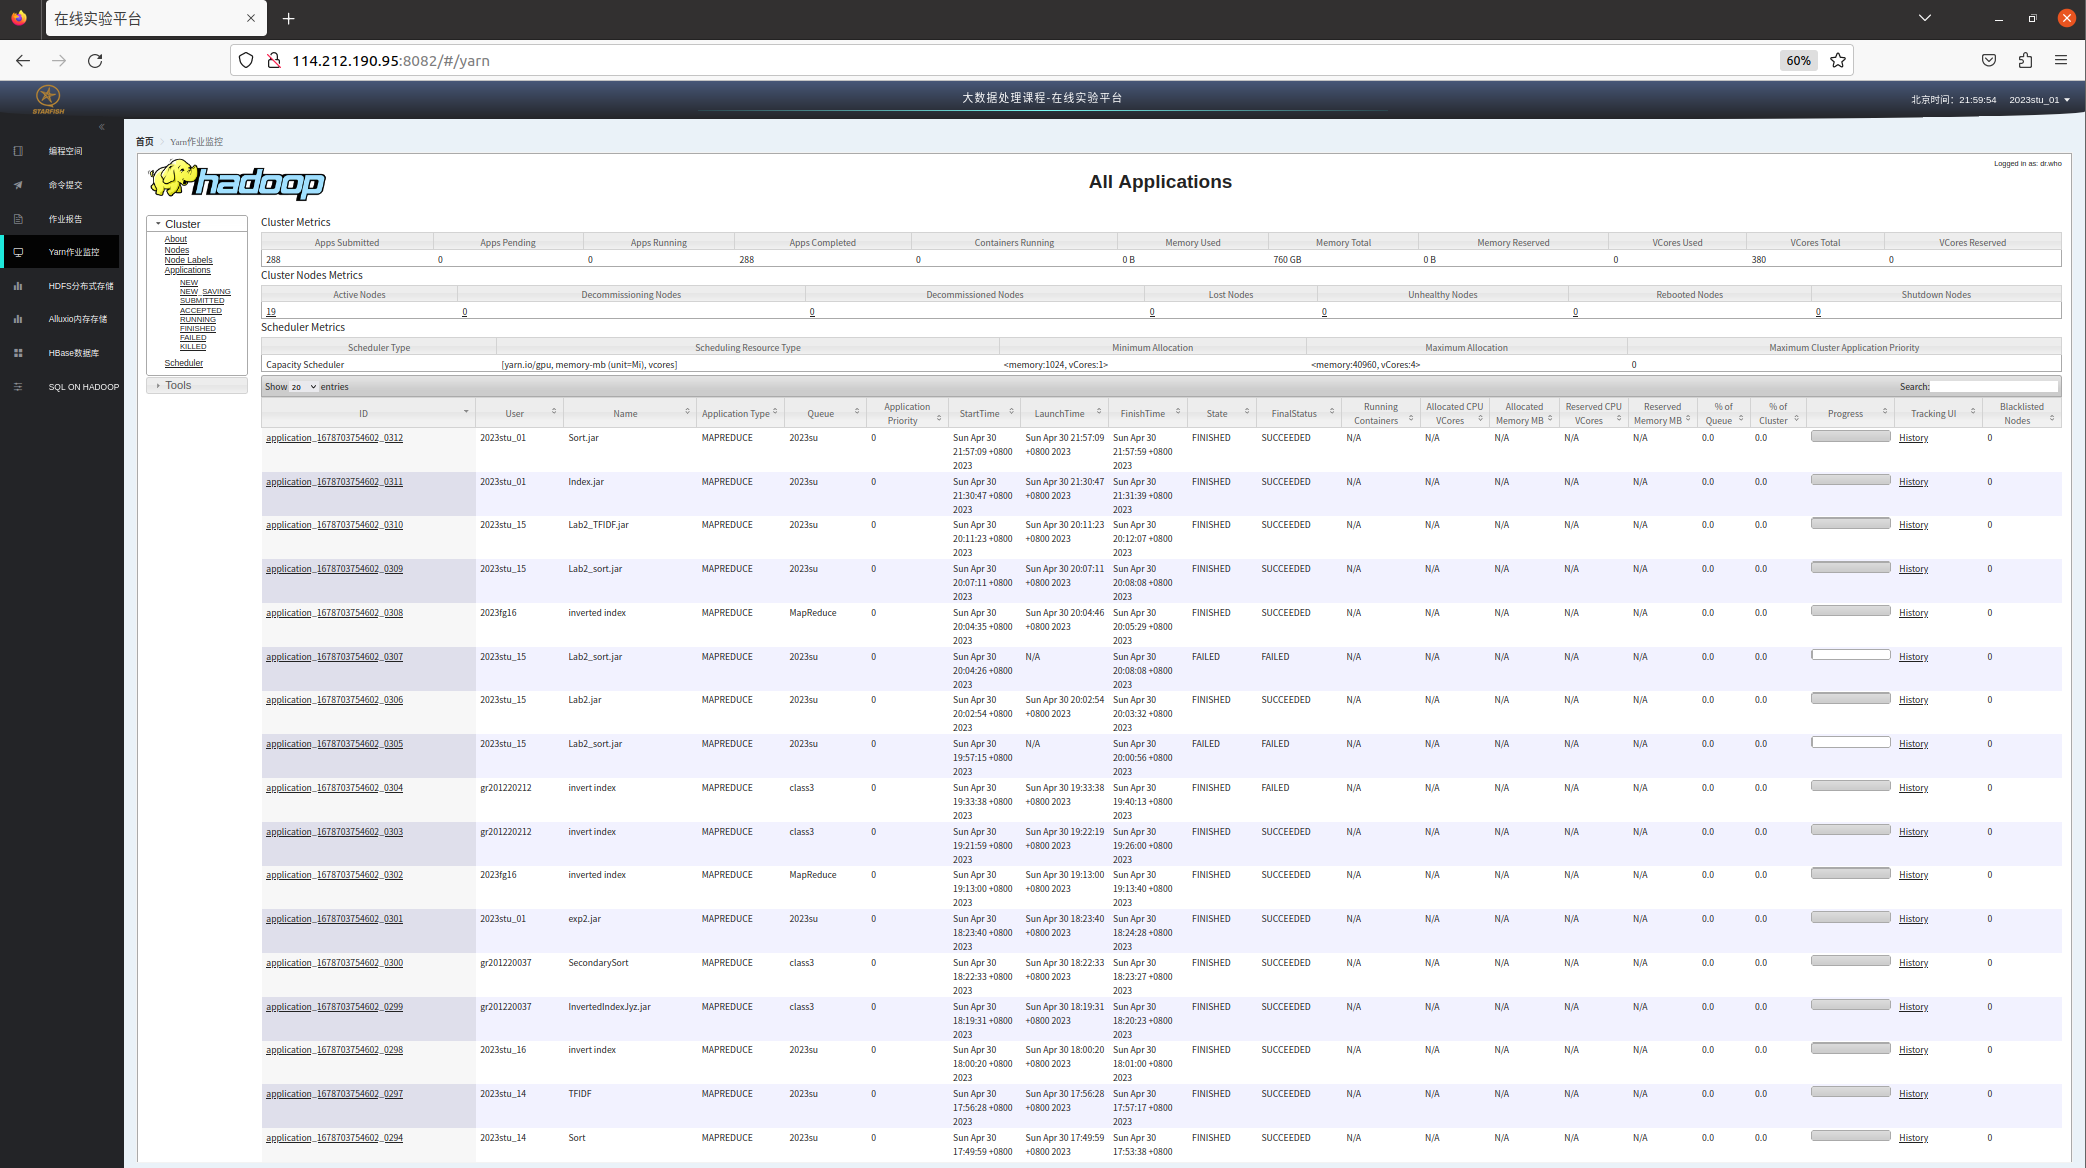 在线实验平台
114.212.190.95:8082/#/yarn
60%
STARFISH
大数据处理课程-在线实验平台
北京时间：21:59:54 2023stu_01
编程空间
命令提交
作业报告
Yarn作业监控
HDFS分布式存储
Alluxio内存存储
HBase数据库
SQL ON HADOOP
首页 Yarn作业监控
hadoop
All Applications
Logged in as: dr.who
Cluster
About
Nodes
Node Labels
Applications
NEW
NEW_SAVING
SUBMITTED
ACCEPTED
RUNNING
FINISHED
FAILED
KILLED
Scheduler
Tools
Cluster Metrics
Apps Submitted Apps Pending Apps Running Apps Completed Containers Running Memory Used Memory Total Memory Reserved VCores Used VCores Total VCores Reserved
288 0 0 288 0 0 B 760 GB 0 B 0 380 0
Cluster Nodes Metrics
Active Nodes Decommissioning Nodes Decommissioned Nodes Lost Nodes Unhealthy Nodes Rebooted Nodes Shutdown Nodes
19 0 0 0 0 0 0
Scheduler Metrics
Scheduler Type Scheduling Resource Type Minimum Allocation Maximum Allocation Maximum Cluster Application Priority
Capacity Scheduler [yarn.io/gpu, memory-mb (unit=Mi), vcores] <memory:1024, vCores:1> <memory:40960, vCores:4> 0
Show 20 entries Search:
ID User Name Application Type Queue Application Priority StartTime LaunchTime FinishTime State FinalStatus Running Containers Allocated CPU VCores Allocated Memory MB Reserved CPU VCores Reserved Memory MB % of Queue % of Cluster Progress Tracking UI Blacklisted Nodes
application_1678703754602_0312 2023stu_01 Sort.jar MAPREDUCE 2023su 0 Sun Apr 30 21:57:09 +0800 2023 Sun Apr 30 21:57:09 +0800 2023 Sun Apr 30 21:57:59 +0800 2023 FINISHED SUCCEEDED N/A N/A N/A N/A N/A 0.0 0.0 History 0
application_1678703754602_0311 2023stu_01 Index.jar MAPREDUCE 2023su 0 Sun Apr 30 21:30:47 +0800 2023 Sun Apr 30 21:30:47 +0800 2023 Sun Apr 30 21:31:39 +0800 2023 FINISHED SUCCEEDED N/A N/A N/A N/A N/A 0.0 0.0 History 0
application_1678703754602_0310 2023stu_15 Lab2_TFIDF.jar MAPREDUCE 2023su 0 Sun Apr 30 20:11:23 +0800 2023 Sun Apr 30 20:11:23 +0800 2023 Sun Apr 30 20:12:07 +0800 2023 FINISHED SUCCEEDED N/A N/A N/A N/A N/A 0.0 0.0 History 0
application_1678703754602_0309 2023stu_15 Lab2_sort.jar MAPREDUCE 2023su 0 Sun Apr 30 20:07:11 +0800 2023 Sun Apr 30 20:07:11 +0800 2023 Sun Apr 30 20:08:08 +0800 2023 FINISHED SUCCEEDED N/A N/A N/A N/A N/A 0.0 0.0 History 0
application_1678703754602_0308 2023fg16 inverted index MapReduce MAPREDUCE 0 Sun Apr 30 20:04:35 +0800 2023 Sun Apr 30 20:04:46 +0800 2023 Sun Apr 30 20:05:29 +0800 2023 FINISHED SUCCEEDED N/A N/A N/A N/A N/A 0.0 0.0 History 0
application_1678703754602_0307 2023stu_15 Lab2_sort.jar MAPREDUCE 2023su 0 Sun Apr 30 20:04:26 +0800 2023 N/A Sun Apr 30 20:08:08 +0800 2023 FAILED FAILED N/A N/A N/A N/A N/A 0.0 0.0 History 0
application_1678703754602_0306 2023stu_15 Lab2.jar MAPREDUCE 2023su 0 Sun Apr 30 20:02:54 +0800 2023 Sun Apr 30 20:02:54 +0800 2023 Sun Apr 30 20:03:32 +0800 2023 FINISHED SUCCEEDED N/A N/A N/A N/A N/A 0.0 0.0 History 0
application_1678703754602_0305 2023stu_15 Lab2_sort.jar MAPREDUCE 2023su 0 Sun Apr 30 19:57:15 +0800 2023 N/A Sun Apr 30 20:00:56 +0800 2023 FAILED FAILED N/A N/A N/A N/A N/A 0.0 0.0 History 0
application_1678703754602_0304 gr201220212 invert index MAPREDUCE class3 0 Sun Apr 30 19:33:38 +0800 2023 Sun Apr 30 19:33:38 +0800 2023 Sun Apr 30 19:40:13 +0800 2023 FINISHED FAILED N/A N/A N/A N/A N/A 0.0 0.0 History 0
application_1678703754602_0303 gr201220212 invert index MAPREDUCE class3 0 Sun Apr 30 19:21:59 +0800 2023 Sun Apr 30 19:22:19 +0800 2023 Sun Apr 30 19:26:00 +0800 2023 FINISHED SUCCEEDED N/A N/A N/A N/A N/A 0.0 0.0 History 0
application_1678703754602_0302 2023fg16 inverted index MAPREDUCE MapReduce 0 Sun Apr 30 19:13:00 +0800 2023 Sun Apr 30 19:13:00 +0800 2023 Sun Apr 30 19:13:40 +0800 2023 FINISHED SUCCEEDED N/A N/A N/A N/A N/A 0.0 0.0 History 0
application_1678703754602_0301 2023stu_01 exp2.jar MAPREDUCE 2023su 0 Sun Apr 30 18:23:40 +0800 2023 Sun Apr 30 18:23:40 +0800 2023 Sun Apr 30 18:24:28 +0800 2023 FINISHED SUCCEEDED N/A N/A N/A N/A N/A 0.0 0.0 History 0
application_1678703754602_0300 gr201220037 SecondarySort MAPREDUCE class3 0 Sun Apr 30 18:22:33 +0800 2023 Sun Apr 30 18:22:33 +0800 2023 Sun Apr 30 18:23:27 +0800 2023 FINISHED SUCCEEDED N/A N/A N/A N/A N/A 0.0 0.0 History 0
application_1678703754602_0299 gr201220037 InvertedIndexJyz.jar MAPREDUCE class3 0 Sun Apr 30 18:19:31 +0800 2023 Sun Apr 30 18:19:31 +0800 2023 Sun Apr 30 18:20:23 +0800 2023 FINISHED SUCCEEDED N/A N/A N/A N/A N/A 0.0 0.0 History 0
application_1678703754602_0298 2023stu_16 invert index MAPREDUCE 2023su 0 Sun Apr 30 18:00:20 +0800 2023 Sun Apr 30 18:00:20 +0800 2023 Sun Apr 30 18:01:00 +0800 2023 FINISHED SUCCEEDED N/A N/A N/A N/A N/A 0.0 0.0 History 0
application_1678703754602_0297 2023stu_14 TFIDF MAPREDUCE 2023su 0 Sun Apr 30 17:56:28 +0800 2023 Sun Apr 30 17:56:28 +0800 2023 Sun Apr 30 17:57:17 +0800 2023 FINISHED SUCCEEDED N/A N/A N/A N/A N/A 0.0 0.0 History 0
application_1678703754602_0294 2023stu_14 Sort MAPREDUCE 2023su 0 Sun Apr 30 17:49:59 +0800 Sun Apr 30 17:49:59 +0800 2023 Sun Apr 30 17:53:38 +0800 FINISHED SUCCEEDED N/A N/A N/A N/A N/A 0.0 0.0 History 0